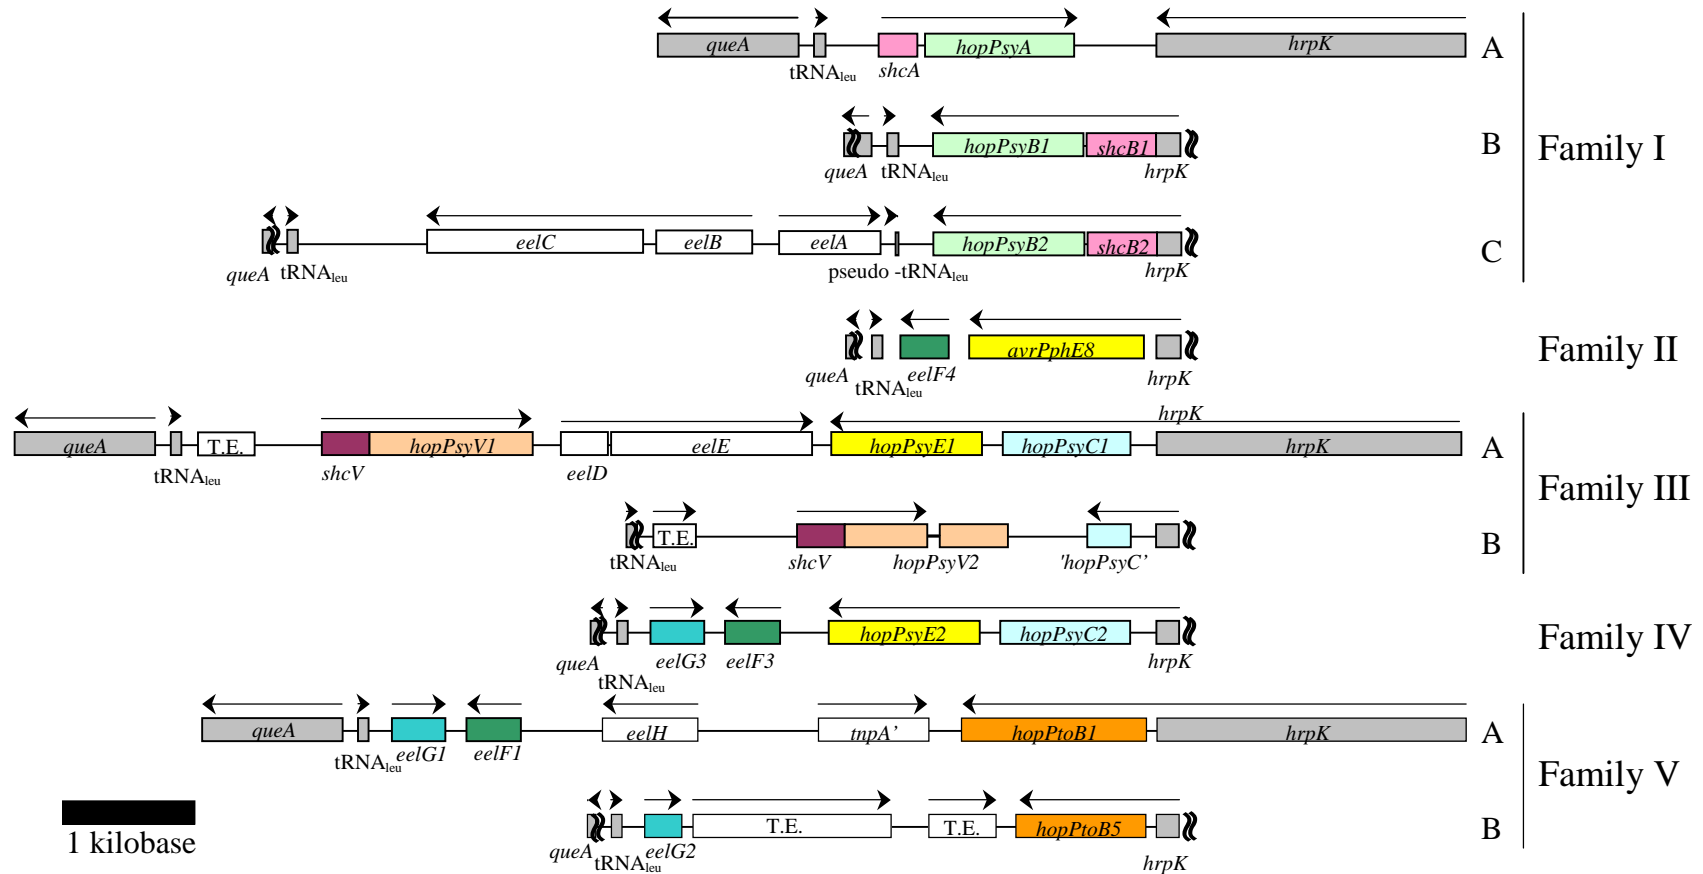 queA hopPsyA hrpK A
tRNAleu shcA
hopPsyB1 shcB1 B Family I
queA tRNAleu hrpK
eelC eelB eelA hopPsyB2 shcB2 C
queA tRNAleu pseudo -tRNAleu hrpK
avrPphE8 Family II
queA tRNAleu eelF4 hrpK
hrpK
queA T.E. hopPsyV1 eelE hopPsyE1 hopPsyC1 hrpK A
tRNAleu shcV eelD
Family III
T.E. B
tRNAleu shcV hopPsyV2 'hopPsyC’
hopPsyE2 hopPsyC2 Family IV
queA tRNAleu eelG3 eelF3 hrpK
queA eelH tnpA’ hopPtoB1 hrpK A
tRNAleu eelG1 eelF1
Family V
T.E. T.E. hopPtoB5 B
1 kilobase
queA tRNAleu eelG2 hrpK